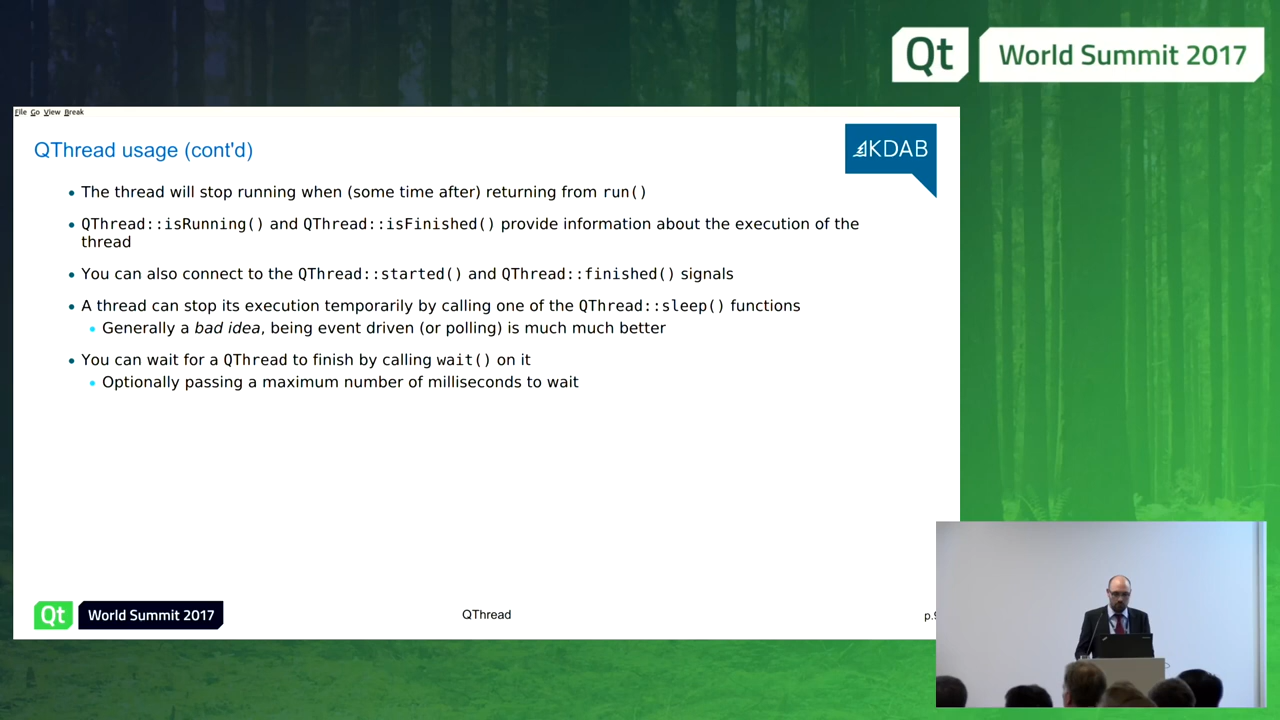 Qt World Summit 2017
File Go View Break
QThread usage (cont'd)
KDAB
• The thread will stop running when (some time after) returning from run()
• QThread::isRunning() and QThread::isFinished() provide information about the execution of the
thread
• You can also connect to the QThread::started() and QThread::finished() signals
• A thread can stop its execution temporarily by calling one of the QThread::sleep() functions
• Generally a bad idea, being event driven (or polling) is much much better
• You can wait for a QThread to finish by calling wait() on it
• Optionally passing a maximum number of milliseconds to wait
Qt World Summit 2017
QThread